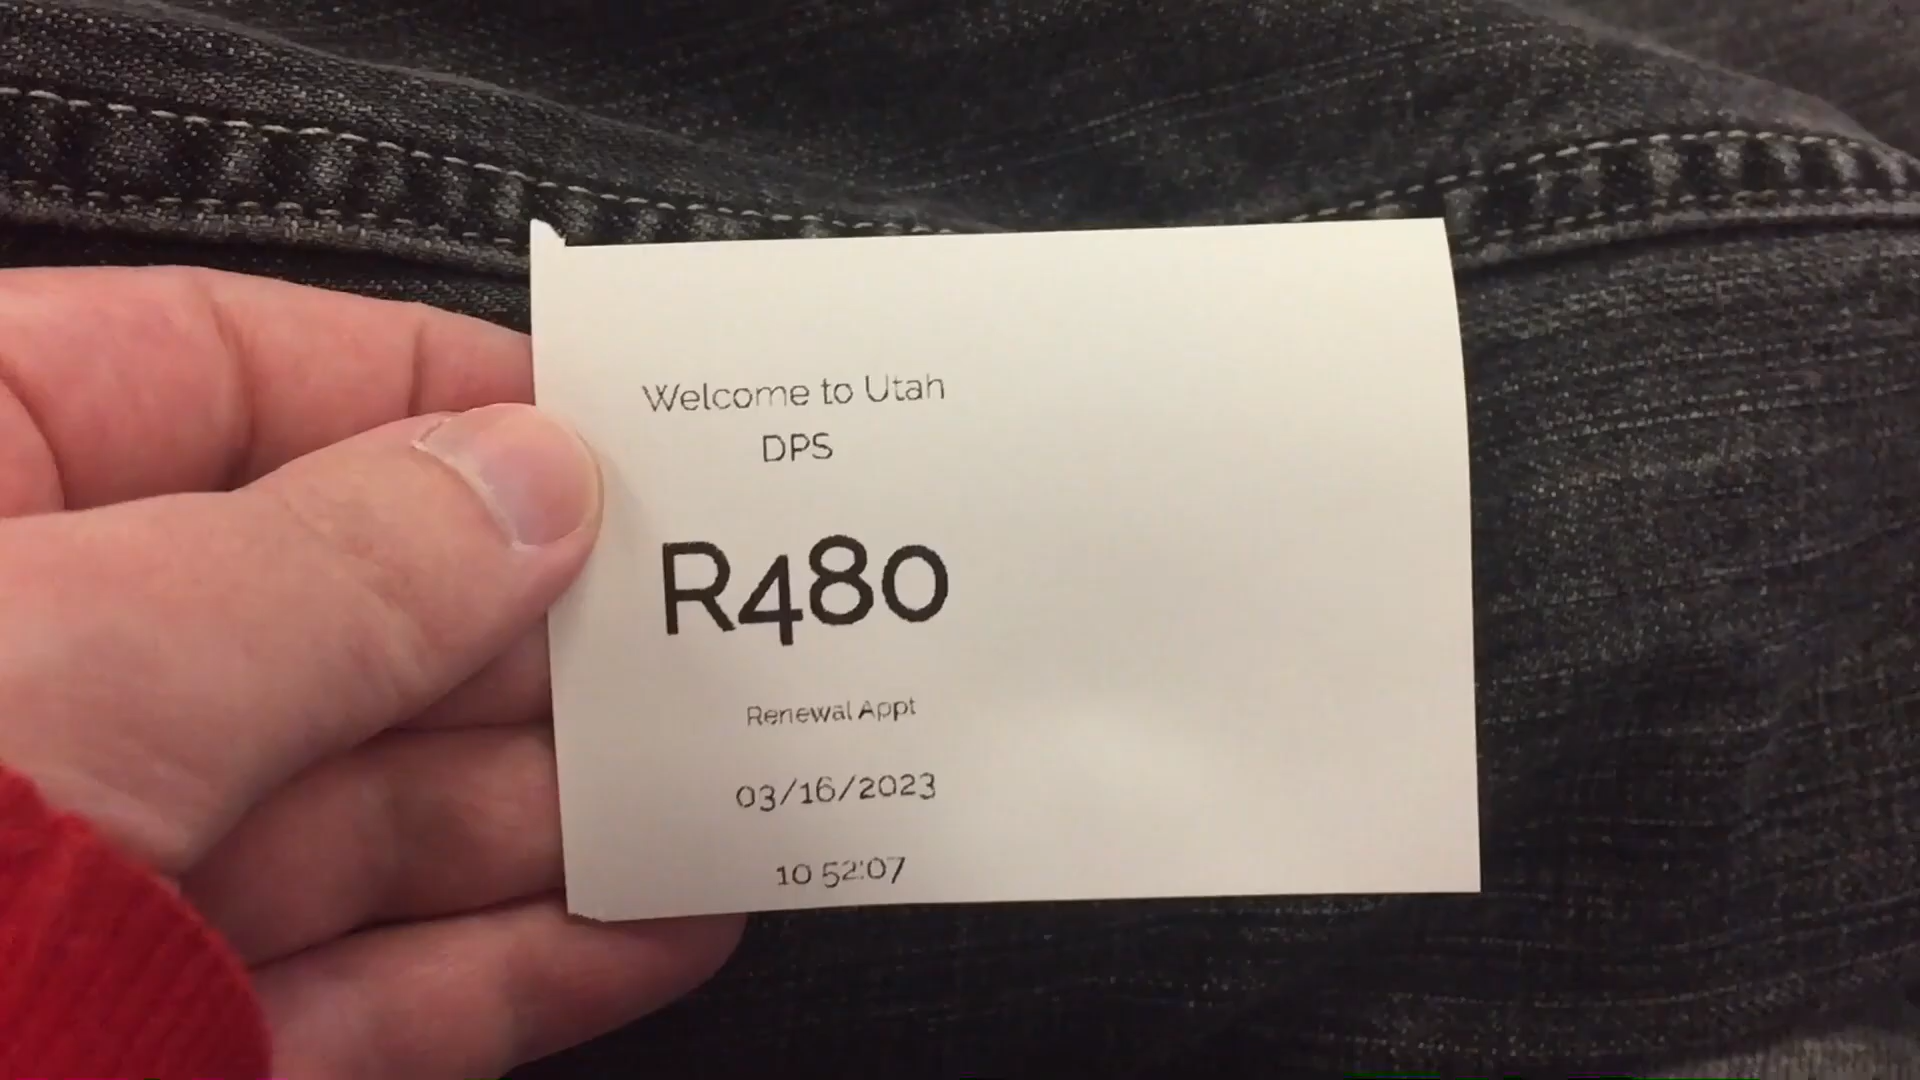 Welcome to Utah
DPS
R480
Renewal Appt
03/16/2023
10 52:07